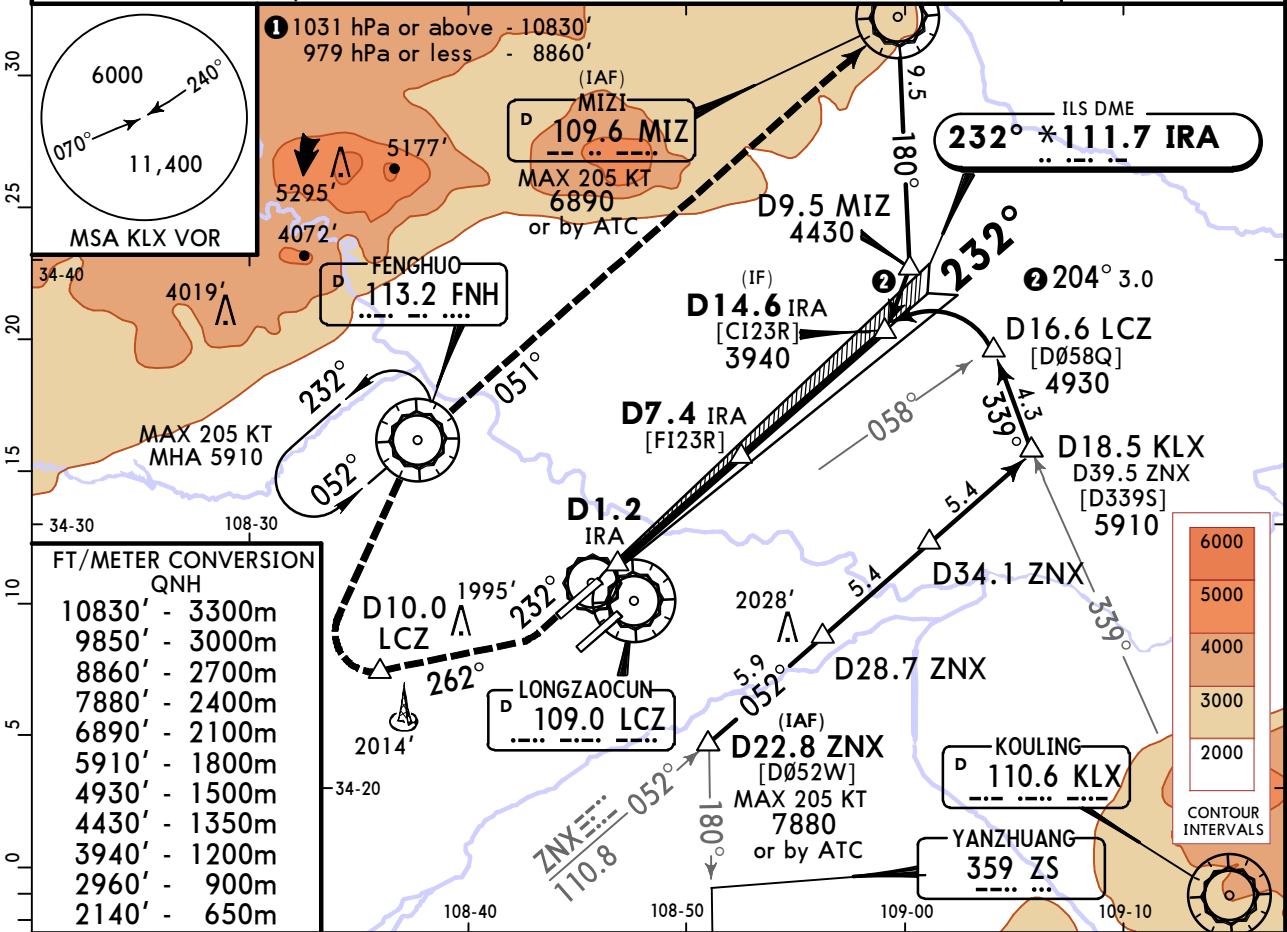 ❶ 1031 hPa or above - 10830'
979 hPa or less - 8860'
6000
240°
070°
11,400
MSA KLX VOR
30
25
20
15
10
5
0
5177'
5295'
4072'
4019'
34-40
34-30
34-20
108-30
108-40
108-50
109-00
109-10
(IAF)
MIZI
D 109.6 MIZ
MAX 205 KT
6890
or by ATC
9.5
180°
ILS DME
232° *111.7 IRA
FENGHUO
D 113.2 FNH
D9.5 MIZ
4430
232°
❷
❷ 204° 3.0
(IF)
D14.6 IRA
[CI23R]
3940
D16.6 LCZ
[DØ58Q]
4930
051°
232°
052°
MAX 205 KT
MHA 5910
D7.4 IRA
[FI23R]
058°
4.3
339°
D18.5 KLX
D39.5 ZNX
[D339S]
5910
5.4
D1.2
IRA
D34.1 ZNX
5.4
339°
1995'
232°
D10.0
LCZ
262°
2014'
2028'
D28.7 ZNX
5.9
052°
LONGZAOCUN
D 109.0 LCZ
(IAF)
D22.8 ZNX
[DØ52W]
MAX 205 KT
7880
or by ATC
052°
180°
ZNX
110.8
KOULING
D 110.6 KLX
YANZHUANG
359 ZS
6000
5000
4000
3000
2000
CONTOUR
INTERVALS
FT/METER CONVERSION
QNH
10830' - 3300m
9850' - 3000m
8860' - 2700m
7880' - 2400m
6890' - 2100m
5910' - 1800m
4930' - 1500m
4430' - 1350m
3940' - 1200m
2960' - 900m
2140' - 650m